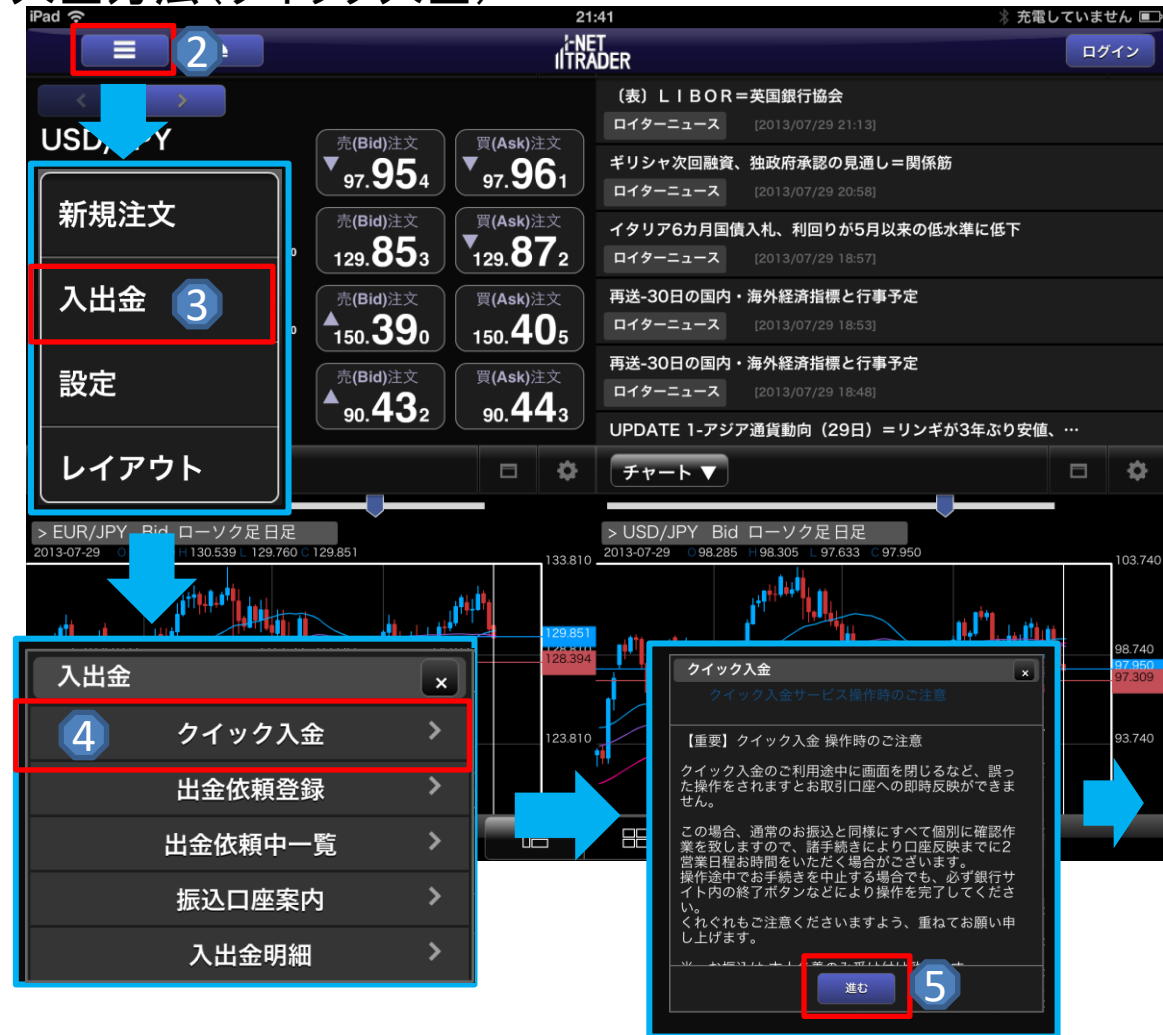 iPad
21:41
充電していません
2
I-NET
TRADER
ログイン
USD/JPY
売(Bid)注文
97.954
買(Ask)注文
97.961
売(Bid)注文
129.853
買(Ask)注文
129.872
売(Bid)注文
150.390
買(Ask)注文
150.405
売(Bid)注文
90.432
買(Ask)注文
90.443
新規注文
入出金
3
設定
レイアウト
〔表〕ＬＩＢＯＲ＝英国銀行協会
ロイターニュース [2013/07/29 21:13]
ギリシャ次回融資、独政府承認の見通し＝関係筋
ロイターニュース [2013/07/29 20:58]
イタリア6カ月国債入札、利回りが5月以来の低水準に低下
ロイターニュース [2013/07/29 18:57]
再送-30日の国内・海外経済指標と行事予定
ロイターニュース [2013/07/29 18:53]
再送-30日の国内・海外経済指標と行事予定
ロイターニュース [2013/07/29 18:48]
UPDATE 1-アジア通貨動向（29日）＝リンギが3年ぶり安値、…
チャート ▼
> EUR/JPY Bid ローソク足日足
2013-07-29 O H 130.539 L 129.760 C 129.851
133.810
129.851
128.394
123.810
> USD/JPY Bid ローソク足日足
2013-07-29 O 98.285 H 98.305 L 97.633 C 97.950
103.740
98.740
97.950
97.309
93.740
入出金
×
4
クイック入金 >
出金依頼登録 >
出金依頼中一覧 >
振込口座案内 >
入出金明細 >
クイック入金
×
クイック入金サービス操作時のご注意
【重要】クイック入金 操作時のご注意
クイック入金のご利用途中に画面を閉じるなど、誤っ
た操作をされますとお取引口座への即時反映ができま
せん。
この場合、通常のお振込と同様にすべて個別に確認作
業を致しますので、諸手続きにより口座反映までに2
営業日程お時間をいただく場合がございます。
操作途中でお手続きを中止する場合でも、必ず銀行サ
イト内の終了ボタンなどにより操作を完了してくださ
い。
くれぐれもご注意くださいますよう、重ねてお願い申
し上げます。
進む
5